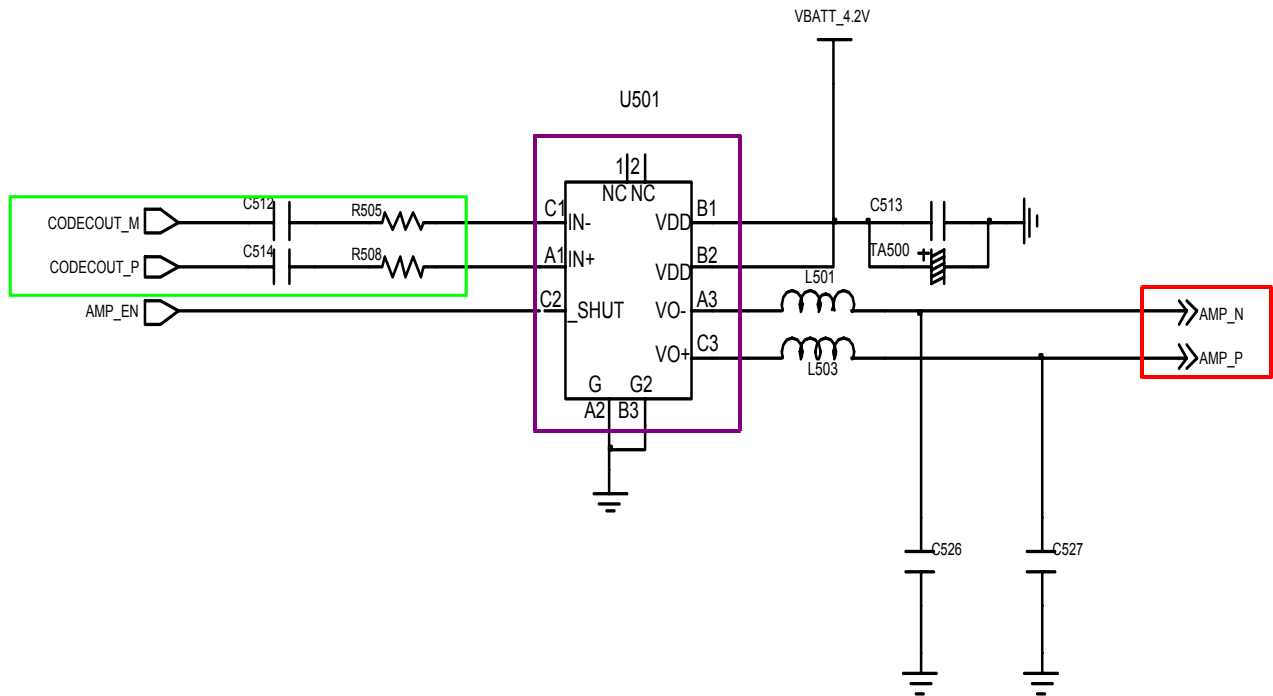 VBATT_4.2V
U501
1 2
NC NC
CODECOUT_M
C512
R505
C1
IN-
VDD
B1
C513
CODECOUT_P
C514
R508
A1
IN+
VDD
B2
TA500
+
AMP_EN
C2
_SHUT
VO-
A3
L501
AMP_N
VO+
C3
L503
AMP_P
G
G2
A2
B3
C526
C527